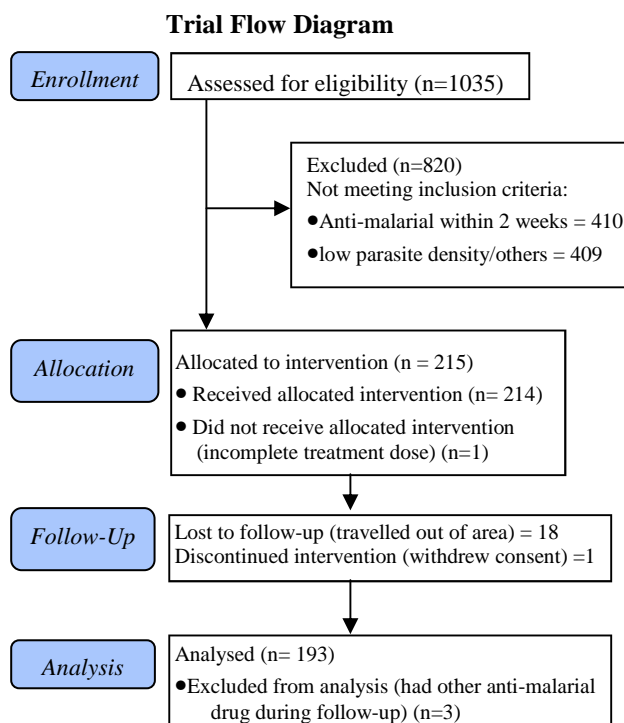 Trial Flow Diagram
Enrollment
Assessed for eligibility (n=1035)
Excluded (n=820)
Not meeting inclusion criteria:
●Anti-malarial within 2 weeks = 410
●low parasite density/others = 409
Allocation
Allocated to intervention (n = 215)
● Received allocated intervention (n= 214)
● Did not receive allocated intervention
(incomplete treatment dose) (n=1)
Follow-Up
Lost to follow-up (travelled out of area) = 18
Discontinued intervention (withdrew consent) =1
Analysis
Analysed (n= 193)
●Excluded from analysis (had other anti-malarial
drug during follow-up) (n=3)